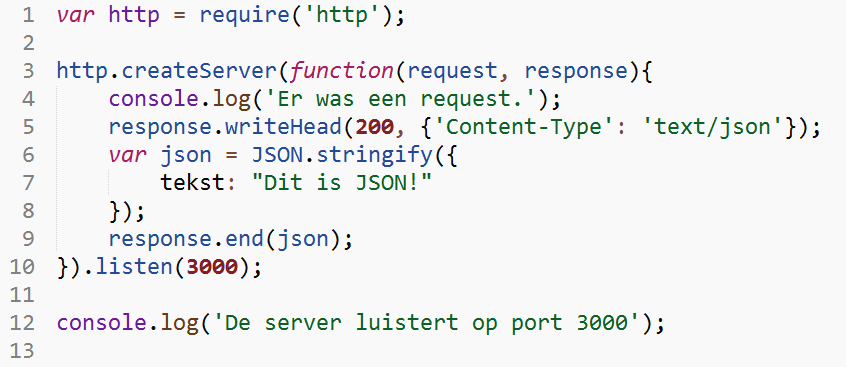 1 var http = require('http');
2
3 http.createServer(function(request, response){
4     console.log('Er was een request.');
5     response.writeHead(200, {'Content-Type': 'text/json'});
6     var json = JSON.stringify({
7         tekst: "Dit is JSON!"
8     });
9     response.end(json);
10 }).listen(3000);
11
12 console.log('De server luistert op port 3000');
13